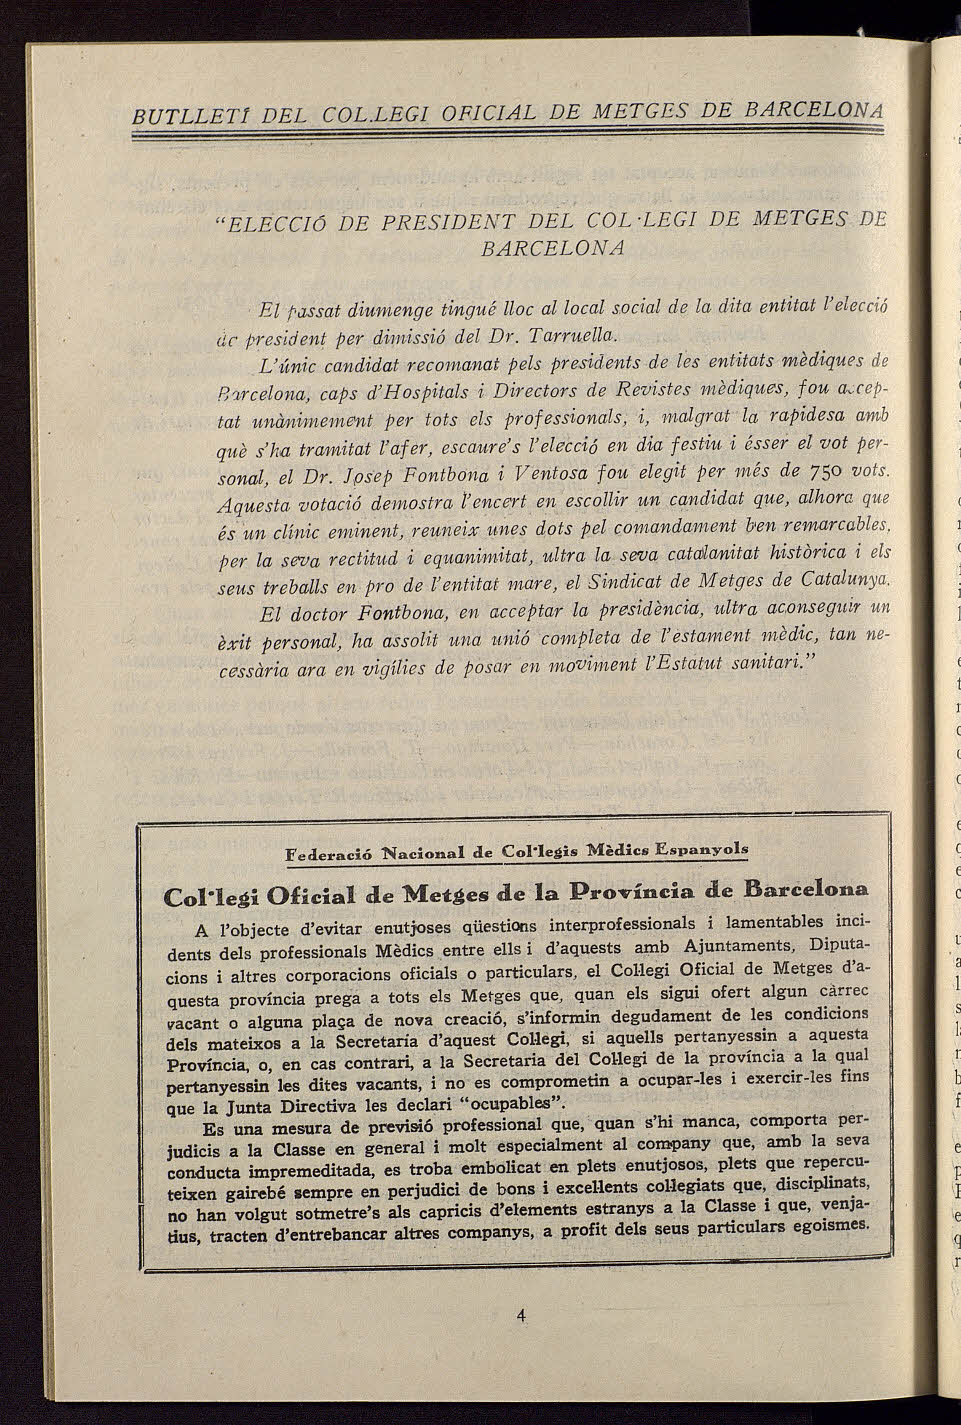 BUTLLETÍ DEL COL.LEGI OFICIAL DE METGES DE BARCELONA
“ELECCIÓ DE PRESIDENT DEL COL·LEGI DE METGES DE
BARCELONA
El passat diumenge tingué lloc al local social de la dita entitat l’elecció
de president per dimissió del Dr. Tarruella.
L’únic candidat recomanat pels presidents de les entitats mèdiques de
Barcelona, caps d’Hospitals i Directors de Revistes mèdiques, fou accep-
tat unànimement per tots els professionals, i, malgrat la rapidesa amb
què s’ha tramitat l’afer, escaure’s l’elecció en dia festiu i ésser el vot per-
sonal, el Dr. Josep Fontbona i Ventosa fou elegit per més de 750 vots.
Aquesta votació demostra l’encert en escollir un candidat que, alhora que
és un clínic eminent, reuneix unes dots pel comandament ben remarcables,
per la seva rectitud i equanimitat, ultra la seva catalanitat històrica i els
seus treballs en pro de l’entitat mare, el Sindicat de Metges de Catalunya.
El doctor Fontbona, en acceptar la presidència, ultra aconseguir un
èxit personal, ha assolit una unió completa de l’estament mèdic, tan ne-
cessària ara en vigílies de posar en moviment l’Estatut sanitari.”
Federació Nacional de Col·legis Mèdics Espanyols
Col·legi Oficial de Metges de la Província de Barcelona
A l’objecte d’evitar enutjoses qüestions interprofessionals i lamentables inci-
dents dels professionals Mèdics entre ells i d’aquests amb Ajuntaments, Diputa-
cions i altres corporacions oficials o particulars, el Col·legi Oficial de Metges d’a-
questa província prega a tots els Metges que, quan els sigui ofert algun càrrec
vacant o alguna plaça de nova creació, s’informin degudament de les condicions
dels mateixos a la Secretaría d’aquest Col·legi, si aquells pertanyessin a aquesta
Província, o, en cas contrari, a la Secretaria del Col·legi de la província a la qual
pertanyessin les dites vacants, i no es comprometin a ocupar-les i exercir-les fins
que la Junta Directiva les declari “ocupables”.
Es una mesura de previsió professional que, quan s’hi manca, comporta per-
judicis a la Classe en general i molt especialment al company que, amb la seva
conducta impremeditada, es troba embolicat en plets enutjosos, plets que repercu-
teixen gairebé sempre en perjudici de bons i excel·lents col·legiats que, disciplinats,
no han volgut sotmetre’s als capricis d’elements estranys a la Classe i que, venja-
tius, tracten d’entrebancar altres companys, a profit dels seus particulars egoismes.
4